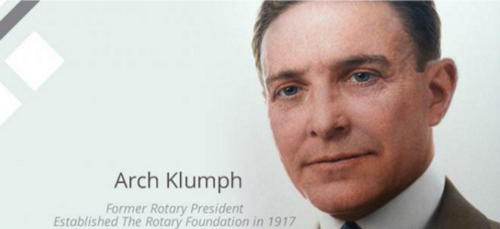 Arch Klumph
Former Rotary President
Established The Rotary Foundation in 1917